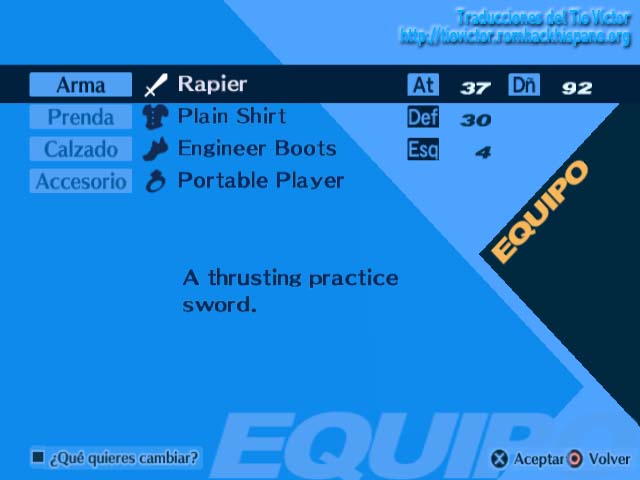 Traducciones del Tio Victor
http://tiovictor.romhackhispano.org
Arma Rapier At 37 Dñ 92
Prenda Plain Shirt Def 30
Calzado Engineer Boots Esq 4
Accesorio Portable Player
EQUIPO
A thrusting practice
sword.
EQUIPO
¿Qué quieres cambiar? Aceptar Volver